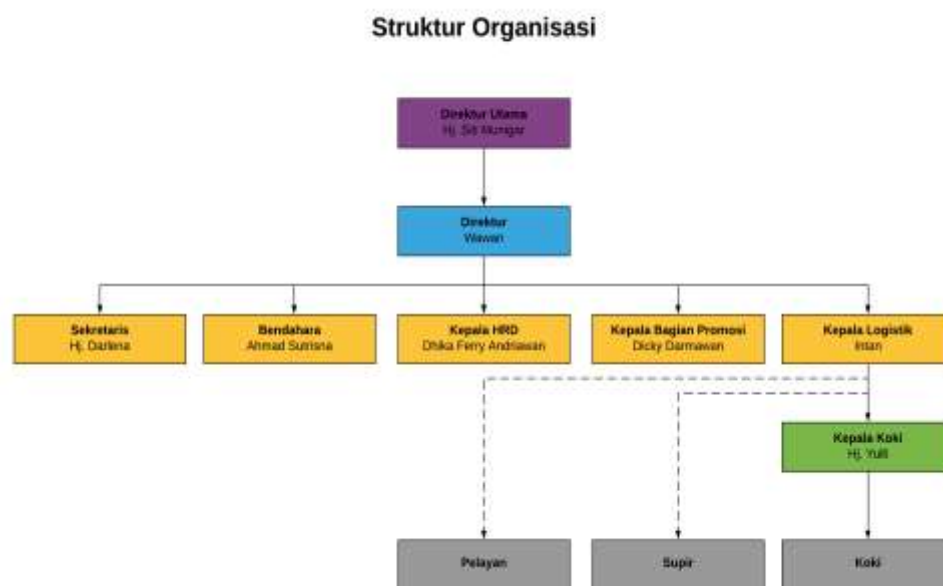 Struktur Organisasi
Direktur Utama
Hj. Siti Munigar
Direktur
Wawan
Sekretaris
Hj. Darlena
Bendahara
Ahmad Sutrisna
Kepala HRD
Dhika Ferry Andriawan
Kepala Bagian Promosi
Dicky Darmawan
Kepala Logistik
Intan
Kepala Koki
Hj. Yulli
Pelayan
Supir
Koki